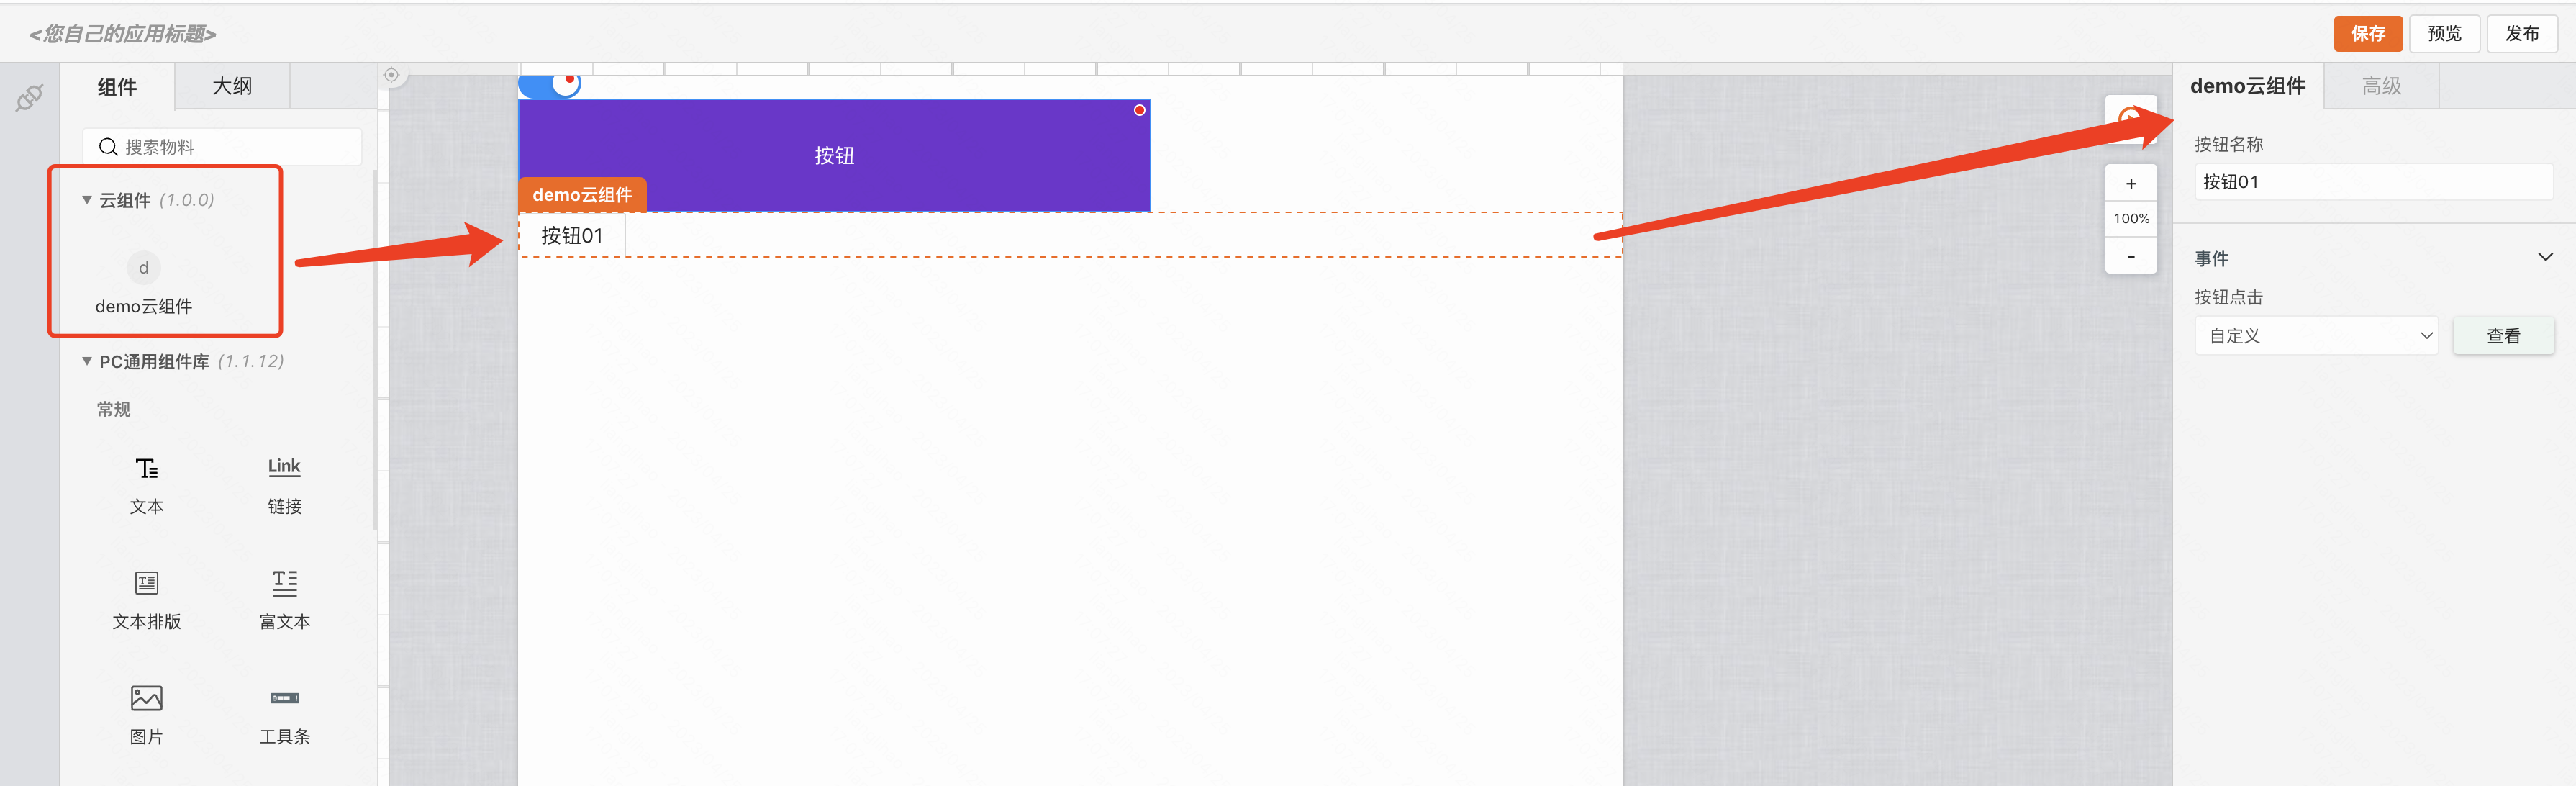 <您自己的应用标题>
保存
预览
发布
组件
大纲
搜索物料
云组件 (1.0.0)
d
demo云组件
PC通用组件库 (1.1.12)
常规
文本
Link
链接
文本排版
富文本
图片
工具条
按钮
demo云组件
按钮01
+
100%
-
demo云组件
高级
按钮名称
按钮01
事件
按钮点击
自定义
查看